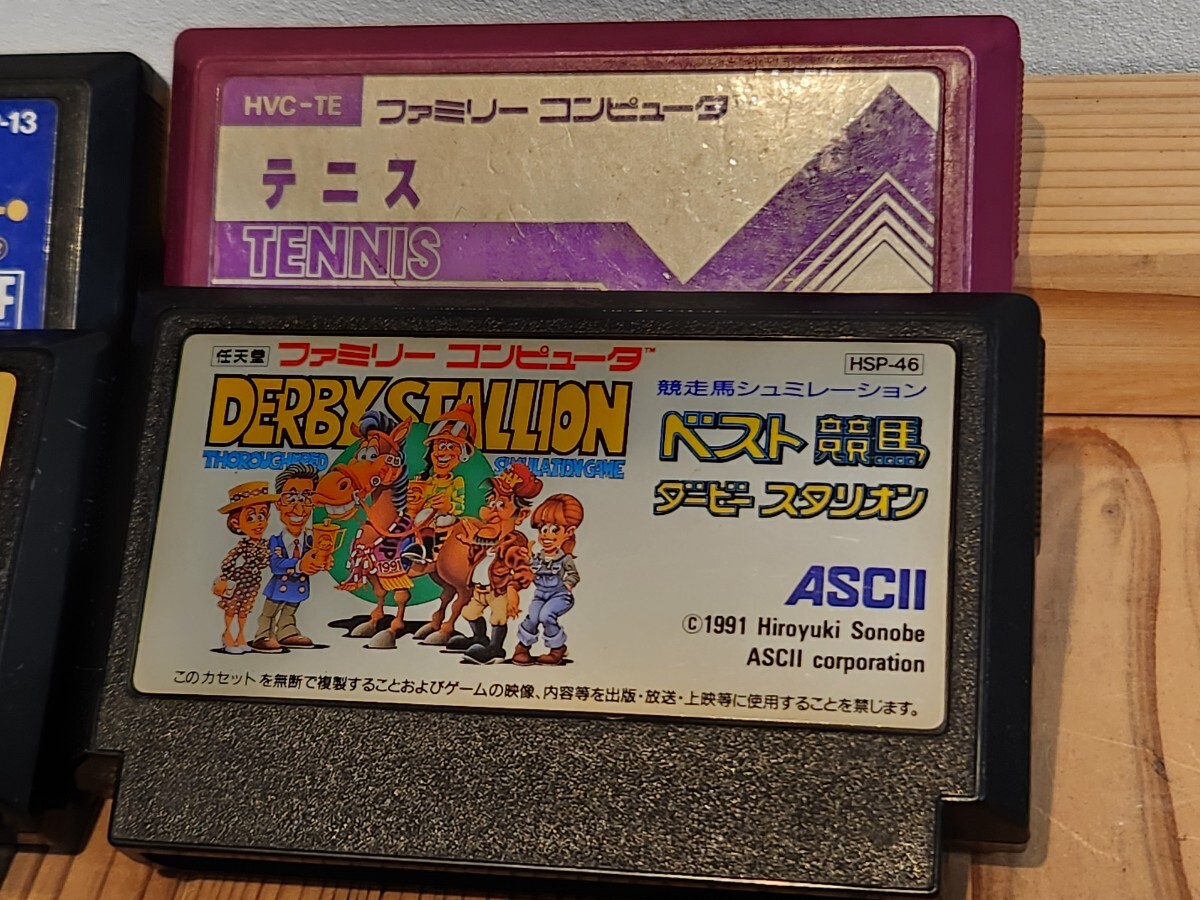 -13
F
HVC-TE ファミリー コンピュータ
テニス
TENNIS
任天堂 ファミリー コンピュータ™
HSP-46
DERBY STALLION
THOROUGHBRED SIMULATION GAME
競走馬シュミレーション
ベスト競馬
ダービー スタリオン
1991
ASCII
©1991 Hiroyuki Sonobe
ASCII corporation
このカセットを無断で複製することおよびゲームの映像、内容等を出版・放送・上映等に使用することを禁じます。